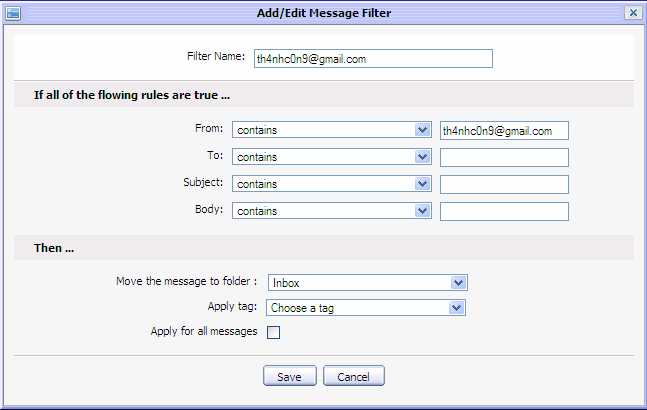 Add/Edit Message Filter
Filter Name: th4nhc0n9@gmail.com
If all of the flowing rules are true ...
From: contains th4nhc0n9@gmail.com
To: contains
Subject: contains
Body: contains
Then ...
Move the message to folder : Inbox
Apply tag: Choose a tag
Apply for all messages
Save Cancel